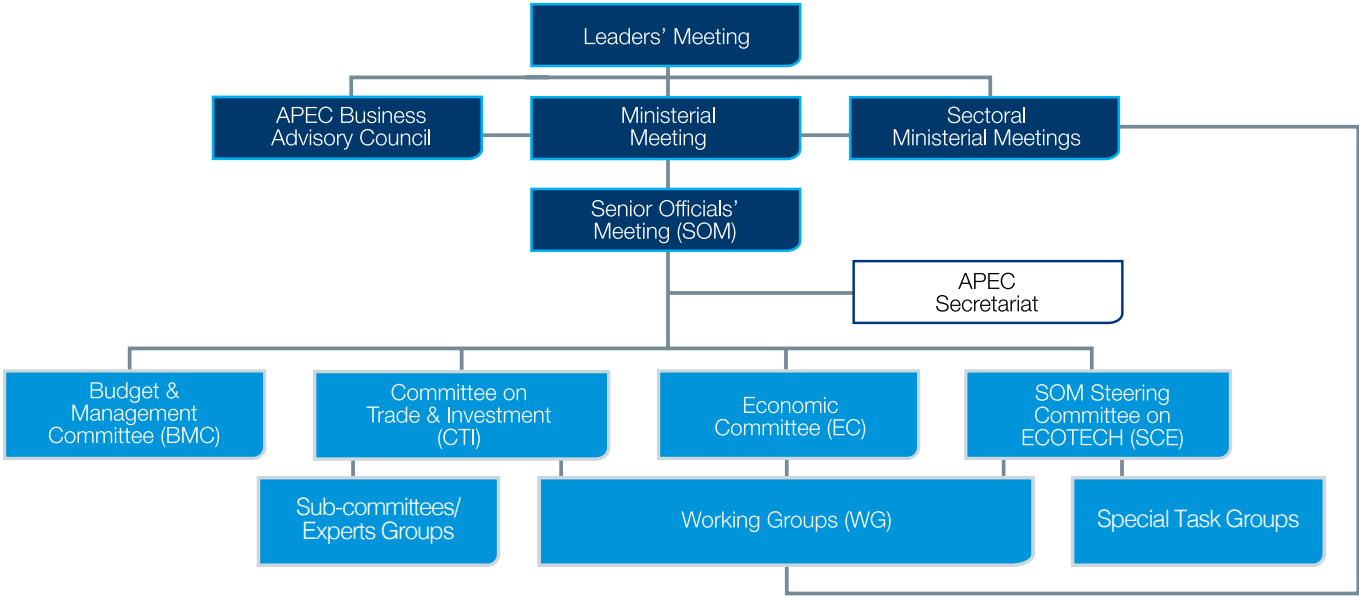 Leaders’ Meeting
APEC Business
Advisory Council
Ministerial
Meeting
Sectoral
Ministerial Meetings
Senior Officials’
Meeting (SOM)
APEC
Secretariat
Budget &
Management
Committee (BMC)
Committee on
Trade & Investment
(CTI)
Economic
Committee (EC)
SOM Steering
Committee on
ECOTECH (SCE)
Sub-committees/
Experts Groups
Working Groups (WG)
Special Task Groups